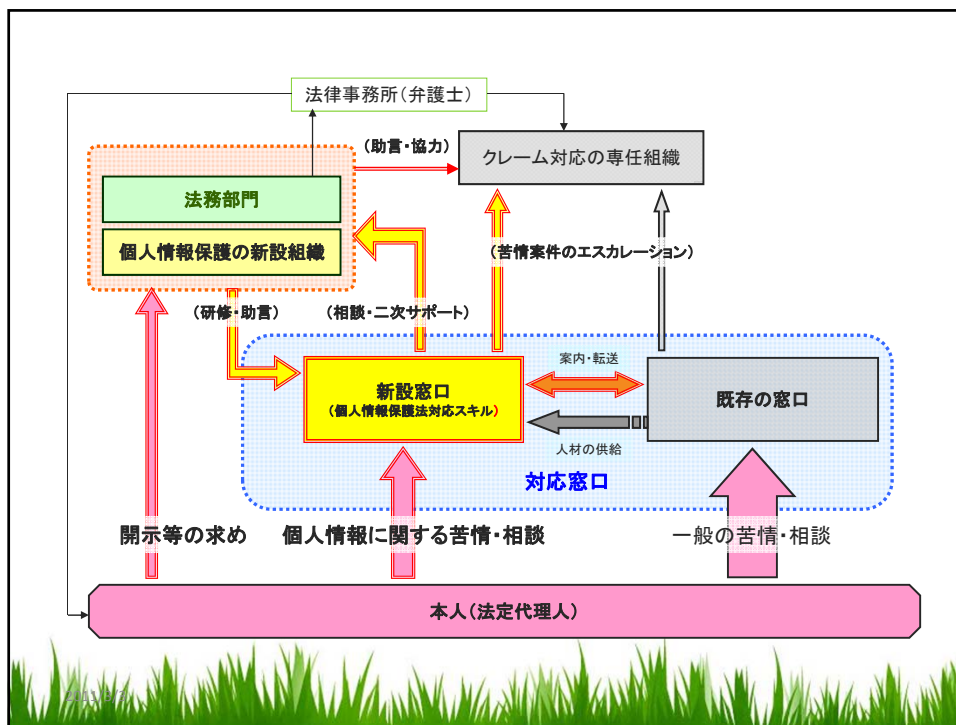 法律事務所(弁護士)
(助言・協力)
クレーム対応の専任組織
法務部門
個人情報保護の新設組織
(苦情案件のエスカレーション)
(研修・助言)
(相談・二次サポート)
案内・転送
新設窓口
(個人情報保護法対応スキル)
既存の窓口
人材の供給
対応窓口
開示等の求め
個人情報に関する苦情・相談
一般の苦情・相談
本人(法定代理人)